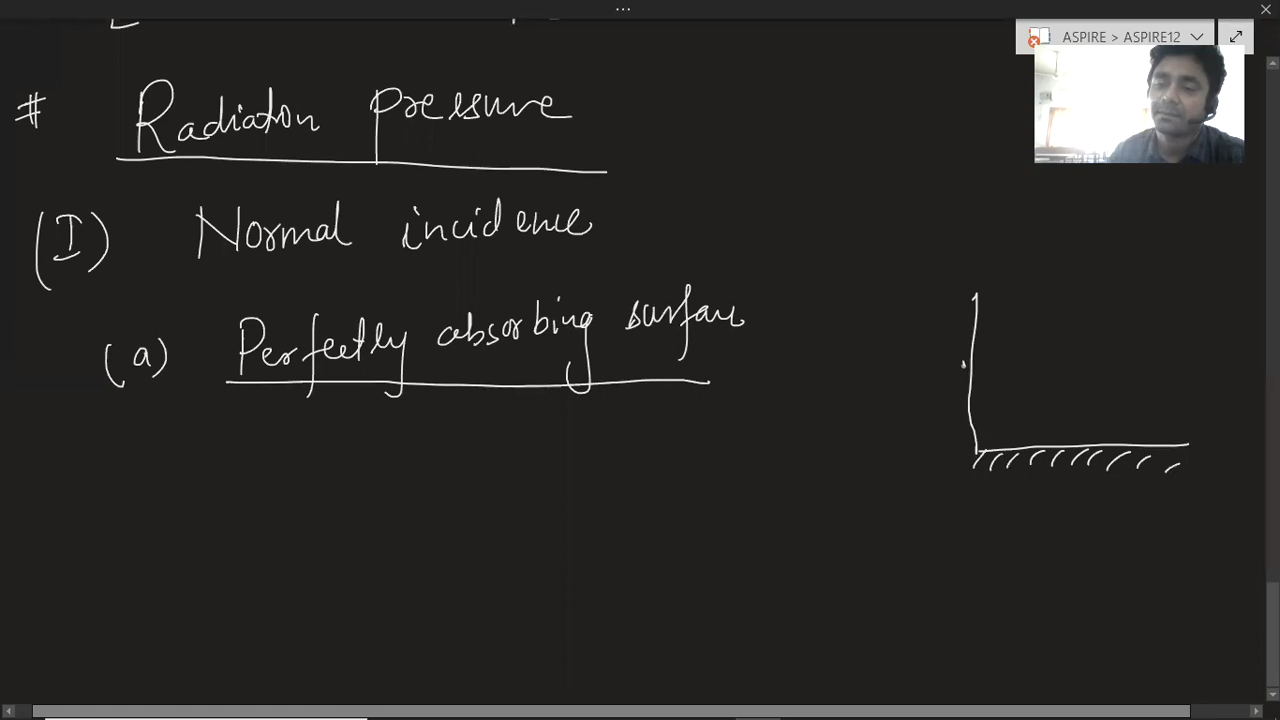 ASPIRE > ASPIRE12
# Radiation pressure
(I) Normal incidence
(a) Perfectly absorbing surface